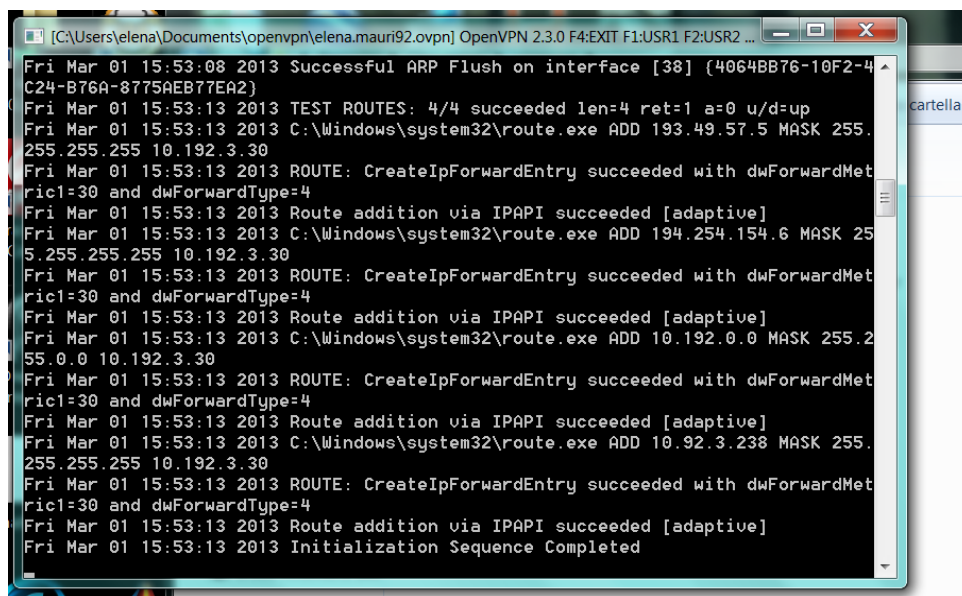 [C:\Users\elena\Documents\openvpn\elena.mauri92.ovpn] OpenVPN 2.3.0 F4:EXIT F1:USR1 F2:USR2 ...
Fri Mar 01 15:53:08 2013 Successful ARP Flush on interface [38] {4064BB76-10F2-4
C24-B76A-8775AEB77EA2}
Fri Mar 01 15:53:13 2013 TEST ROUTES: 4/4 succeeded len=4 ret=1 a=0 u/d=up
Fri Mar 01 15:53:13 2013 C:\Windows\system32\route.exe ADD 193.49.57.5 MASK 255.
255.255.255 10.192.3.30
Fri Mar 01 15:53:13 2013 ROUTE: CreateIpForwardEntry succeeded with dwForwardMet
ric1=30 and dwForwardType=4
Fri Mar 01 15:53:13 2013 Route addition via IPAPI succeeded [adaptive]
Fri Mar 01 15:53:13 2013 C:\Windows\system32\route.exe ADD 194.254.154.6 MASK 25
5.255.255.255 10.192.3.30
Fri Mar 01 15:53:13 2013 ROUTE: CreateIpForwardEntry succeeded with dwForwardMet
ric1=30 and dwForwardType=4
Fri Mar 01 15:53:13 2013 Route addition via IPAPI succeeded [adaptive]
Fri Mar 01 15:53:13 2013 C:\Windows\system32\route.exe ADD 10.192.0.0 MASK 255.2
55.0.0 10.192.3.30
Fri Mar 01 15:53:13 2013 ROUTE: CreateIpForwardEntry succeeded with dwForwardMet
ric1=30 and dwForwardType=4
Fri Mar 01 15:53:13 2013 Route addition via IPAPI succeeded [adaptive]
Fri Mar 01 15:53:13 2013 C:\Windows\system32\route.exe ADD 10.92.3.238 MASK 255.
255.255.255 10.192.3.30
Fri Mar 01 15:53:13 2013 ROUTE: CreateIpForwardEntry succeeded with dwForwardMet
ric1=30 and dwForwardType=4
Fri Mar 01 15:53:13 2013 Route addition via IPAPI succeeded [adaptive]
Fri Mar 01 15:53:13 2013 Initialization Sequence Completed
cartella